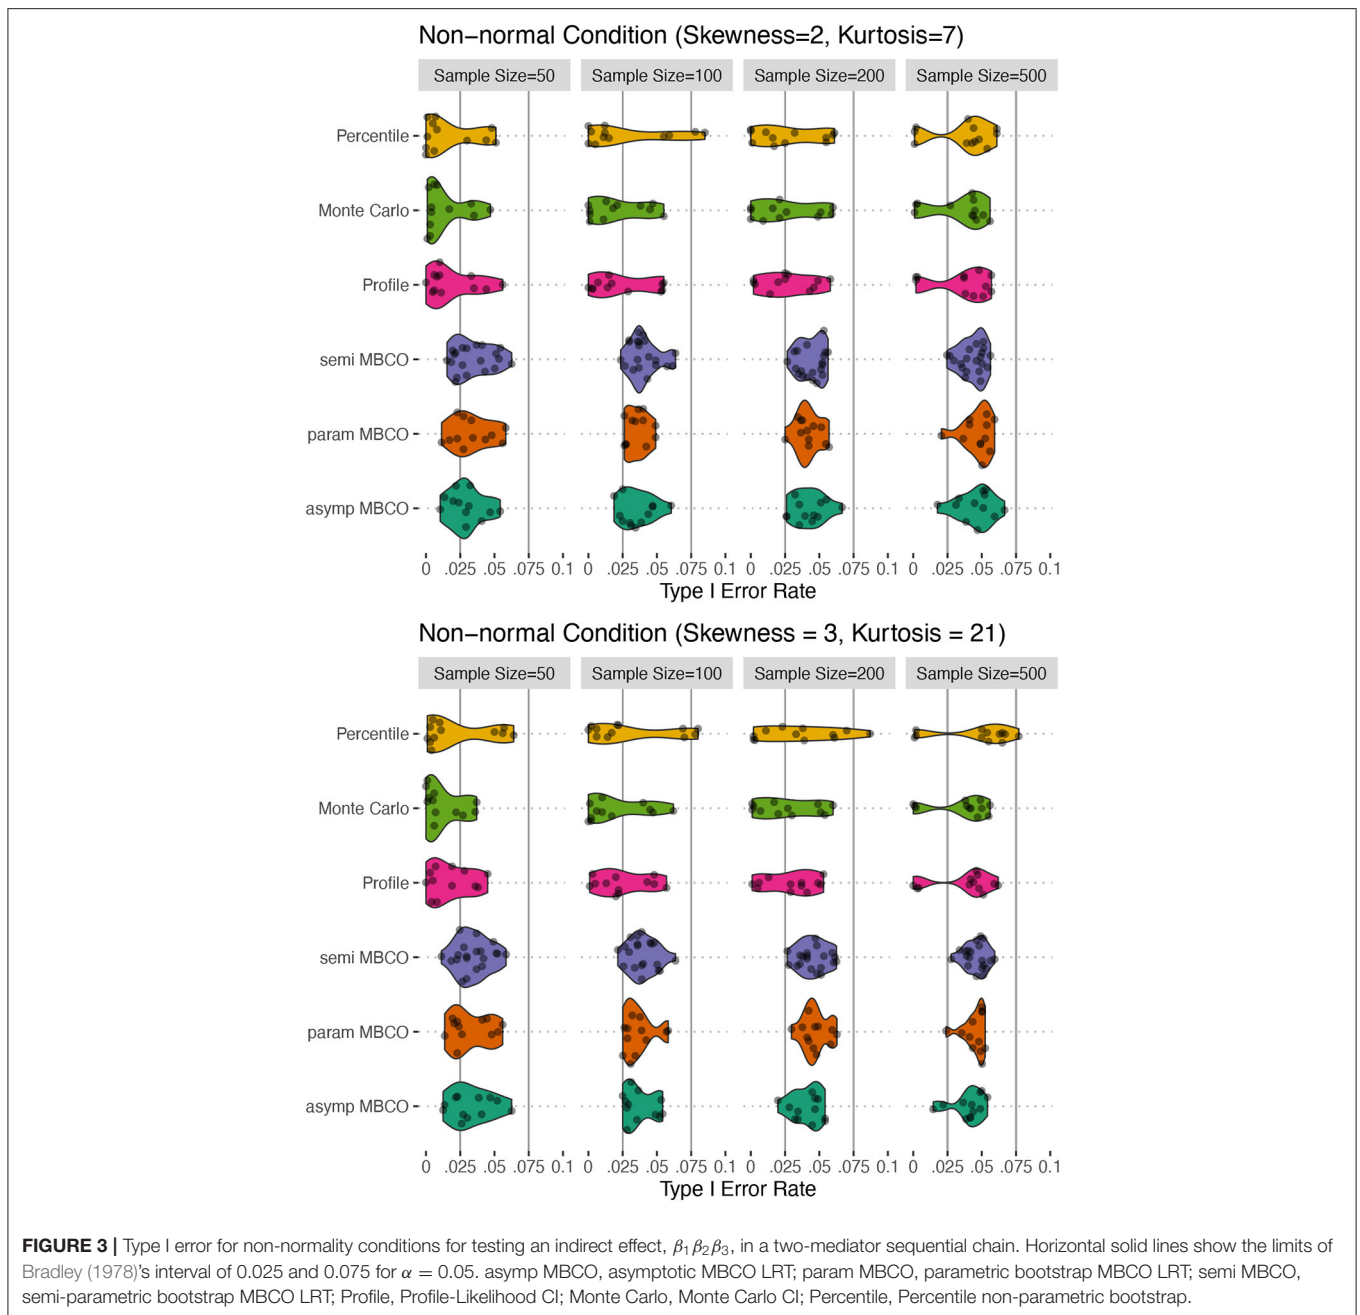 Non−normal Condition (Skewness=2, Kurtosis=7)
Sample Size=50 Sample Size=100 Sample Size=200 Sample Size=500
Percentile
Monte Carlo
Profile
semi MBCO
param MBCO
asymp MBCO
0 .025 .05 .075 0.1 0 .025 .05 .075 0.1 0 .025 .05 .075 0.1 0 .025 .05 .075 0.1
Type I Error Rate
Non−normal Condition (Skewness = 3, Kurtosis = 21)
Sample Size=50 Sample Size=100 Sample Size=200 Sample Size=500
Percentile
Monte Carlo
Profile
semi MBCO
param MBCO
asymp MBCO
0 .025 .05 .075 0.1 0 .025 .05 .075 0.1 0 .025 .05 .075 0.1 0 .025 .05 .075 0.1
Type I Error Rate
FIGURE 3 | Type I error for non-normality conditions for testing an indirect effect, β1β2β3, in a two-mediator sequential chain. Horizontal solid lines show the limits of
Bradley (1978)'s interval of 0.025 and 0.075 for α = 0.05. asymp MBCO, asymptotic MBCO LRT; param MBCO, parametric bootstrap MBCO LRT; semi MBCO,
semi-parametric bootstrap MBCO LRT; Profile, Profile-Likelihood CI; Monte Carlo, Monte Carlo CI; Percentile, Percentile non-parametric bootstrap.